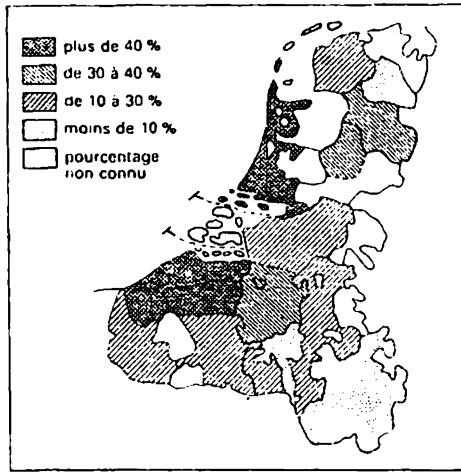 plus de 40 %
de 30 à 40%
de 10 à 30%
moins de 10 %
pourcentage
non connu